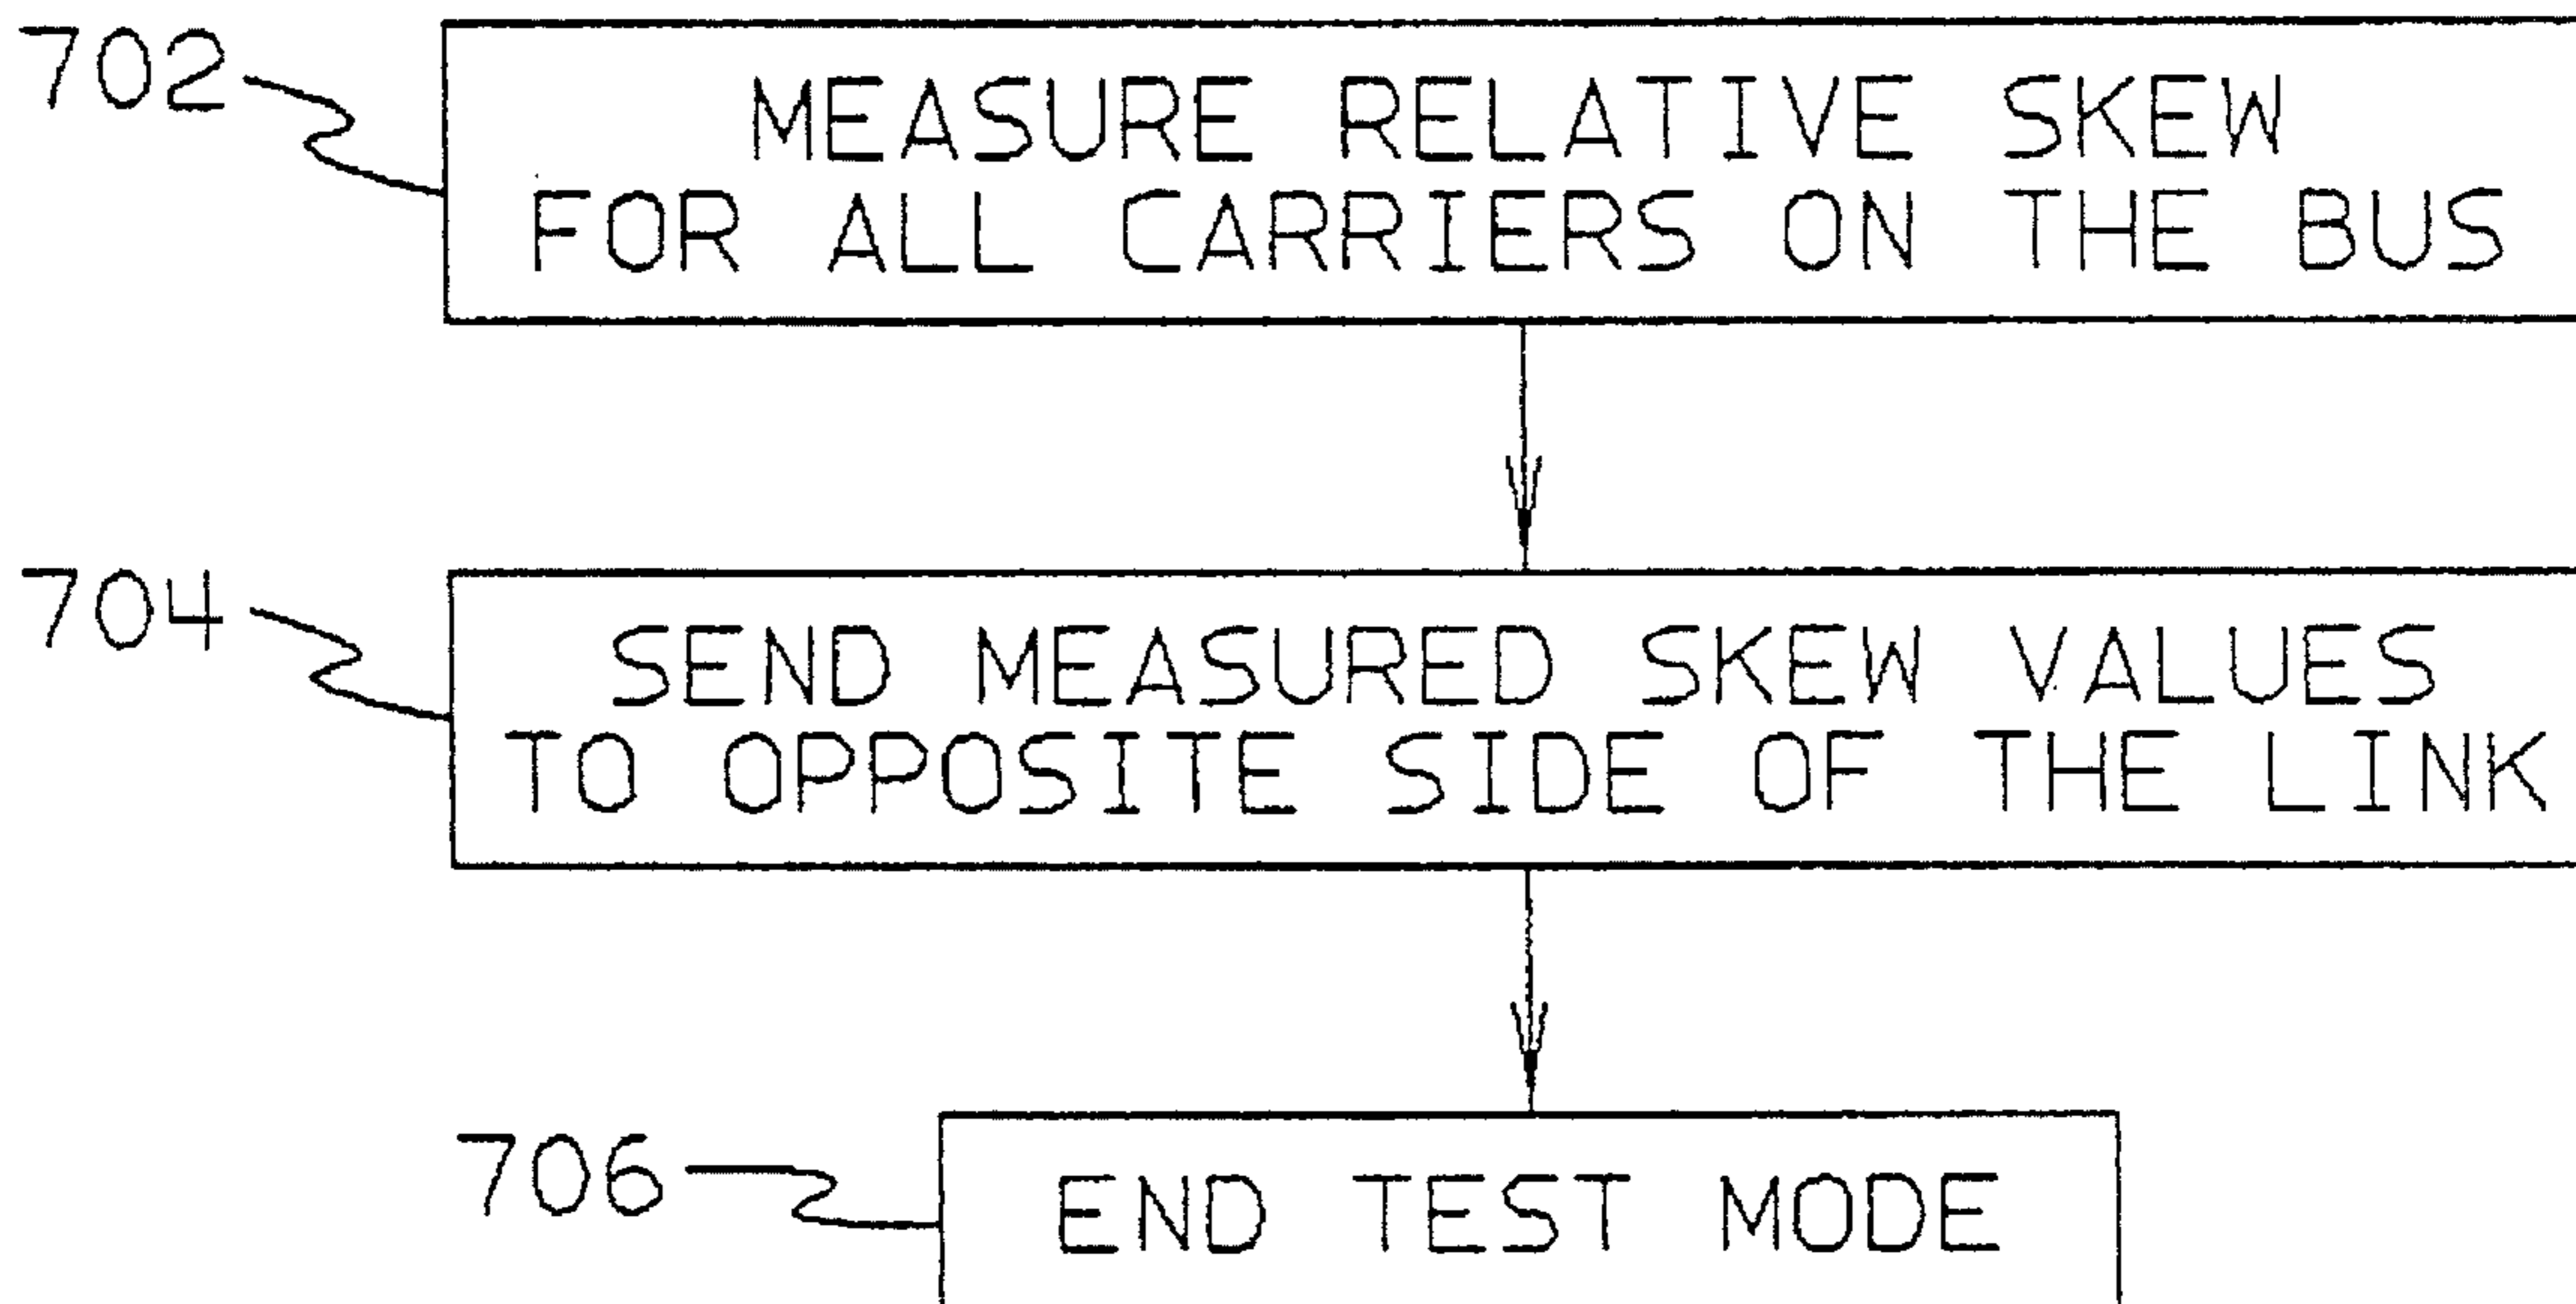 702
MEASURE RELATIVE SKEW
FOR ALL CARRIERS ON THE BUS
704
SEND MEASURED SKEW VALUES
TO OPPOSITE SIDE OF THE LINK
706
END TEST MODE